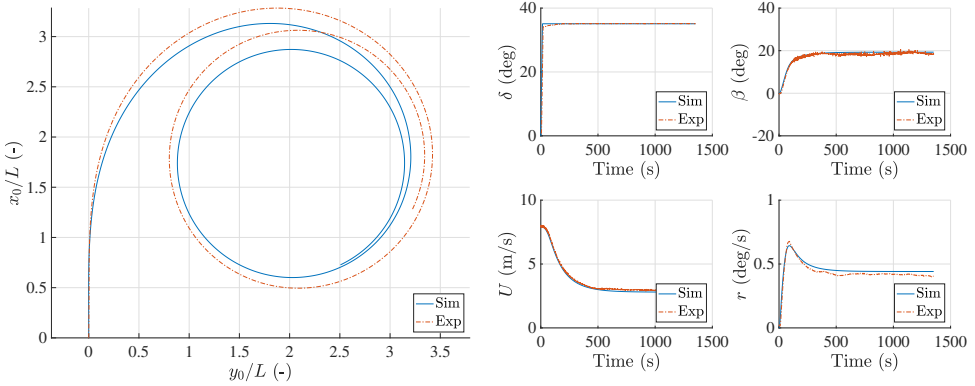 3
2.5
2
1.5
1
0.5
0
x₀/L (-)
0 0.5 1 1.5 2 2.5 3 3.5
y₀/L (-)
Sim
Exp
40
20
0
δ (deg)
0 500 1000 1500
Time (s)
Sim
Exp
40
20
0
-20
β (deg)
0 500 1000 1500
Time (s)
Sim
Exp
10
5
0
U (m/s)
0 500 1000 1500
Time (s)
Sim
Exp
1
0.5
0
r (deg/s)
0 500 1000 1500
Time (s)
Sim
Exp